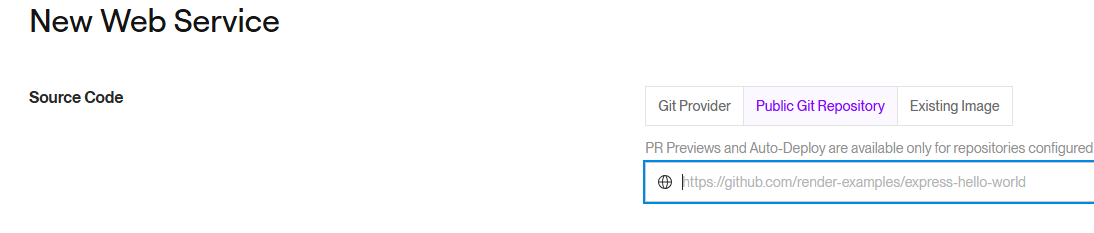 New Web Service
Source Code
Git Provider Public Git Repository Existing Image
PR Previews and Auto-Deploy are available only for repositories configured
https://github.com/render-examples/express-hello-world